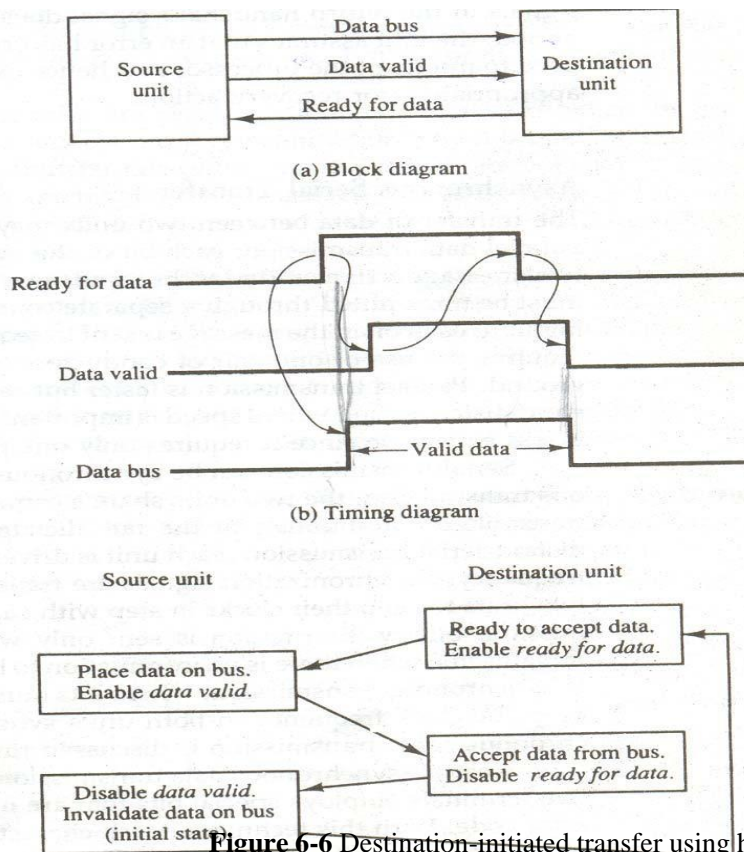 Source
unit
Data bus
Data valid
Ready for data
Destination
unit
(a) Block diagram
Ready for data
Data valid
Data bus
Valid data
(b) Timing diagram
Source unit
Destination unit
Ready to accept data.
Enable ready for data.
Place data on bus.
Enable data valid.
Accept data from bus.
Disable ready for data.
Disable data valid.
Invalidate data on bus
(initial state)
Figure 6-6 Destination-initiated transfer using